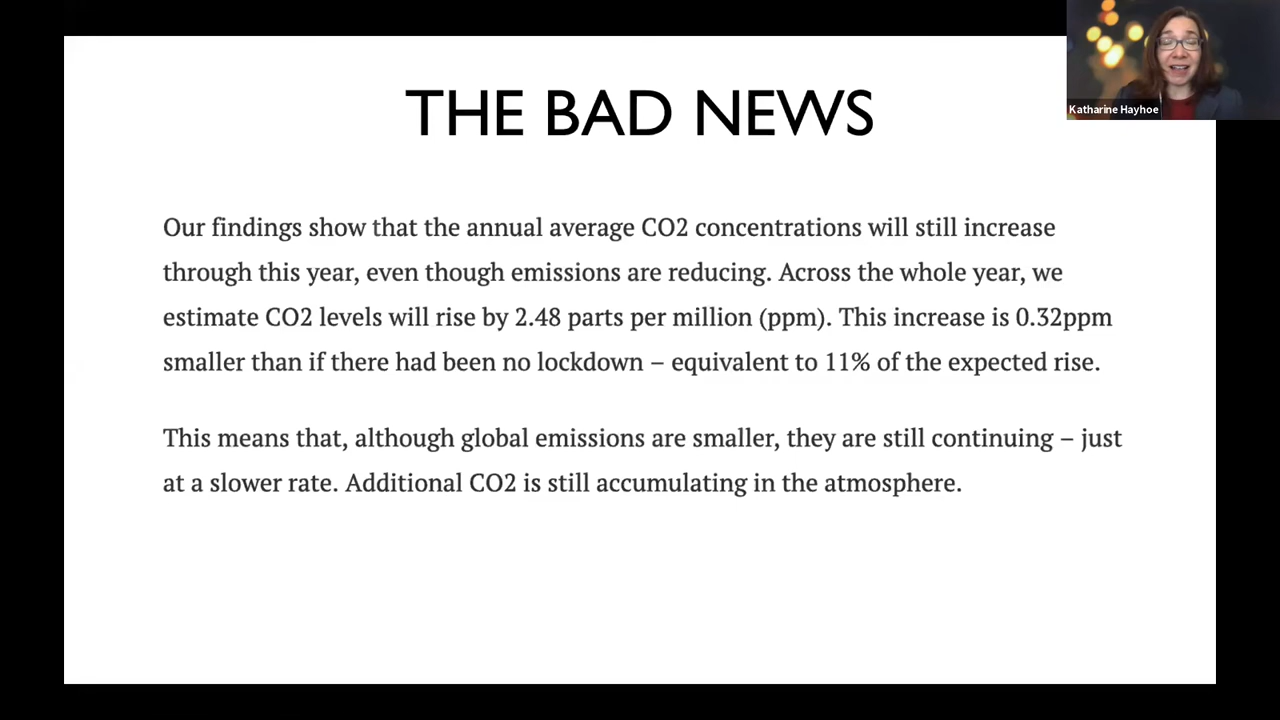 THE BAD NEWS
Katharine Hayhoe
Our findings show that the annual average CO2 concentrations will still increase
through this year, even though emissions are reducing. Across the whole year, we
estimate CO2 levels will rise by 2.48 parts per million (ppm). This increase is 0.32ppm
smaller than if there had been no lockdown – equivalent to 11% of the expected rise.
This means that, although global emissions are smaller, they are still continuing – just
at a slower rate. Additional CO2 is still accumulating in the atmosphere.